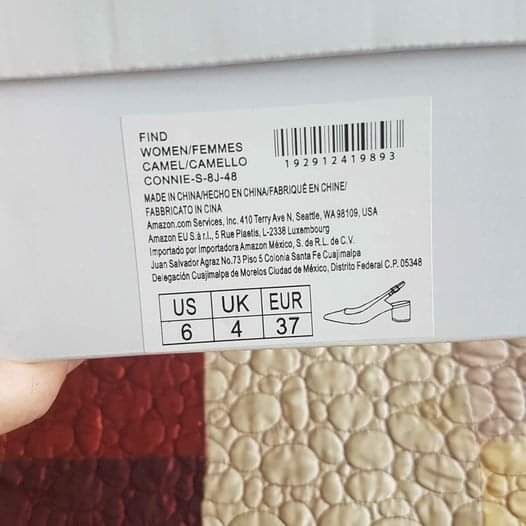 FIND
WOMEN/FEMMES
CAMEL/CAMELLO
CONNIE-S-8J-48
192912419893
MADE IN CHINA/HECHO EN CHINA/FABRIQUÉ EN CHINE/
FABBRICATO IN CINA
Amazon.com Services, Inc. 410 Terry Ave N, Seattle, WA 98109, USA
Amazon EU S.à r.l., 5 Rue Plaetis, L-2338 Luxembourg
Importado por Importadora Amazon México, S. de R.L. de C.V.
Juan Salvador Agraz No.73 Piso 5 Colonia Santa Fe Cuajimalpa
Delegación Cuajimalpa de Morelos Ciudad de México, Distrito Federal C.P. 05348
US UK EUR
6 4 37